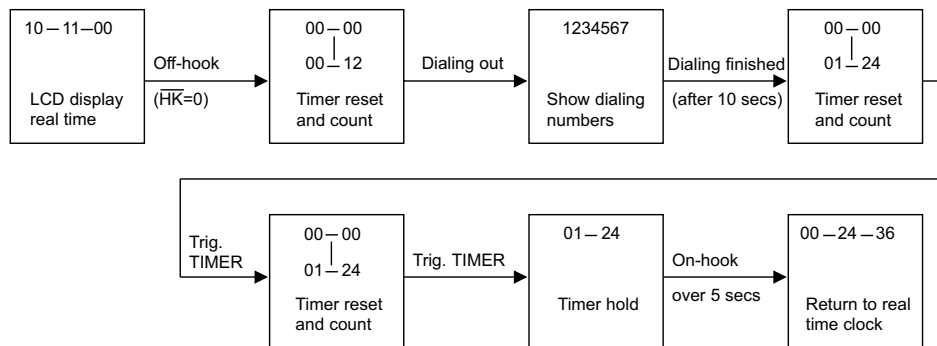 10—11—00
LCD display
real time
Off-hook
(H̅K̅=0)
00—00
00—12
Timer reset
and count
Dialing out
1234567
Show dialing
numbers
Dialing finished
(after 10 secs)
00—00
01—24
Timer reset
and count
Trig.
TIMER
00—00
01—24
Timer reset
and count
Trig. TIMER
01—24
Timer hold
On-hook
over 5 secs
00—24—36
Return to real
time clock